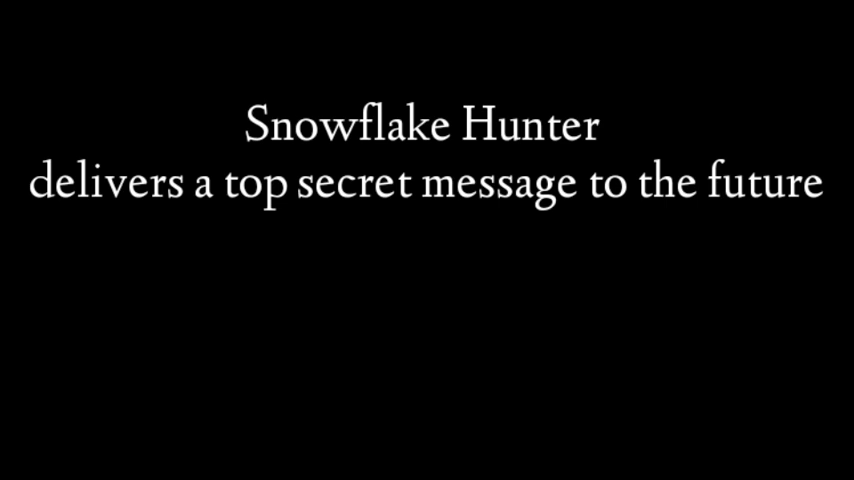 Snowflake Hunter
delivers a top secret message to the future